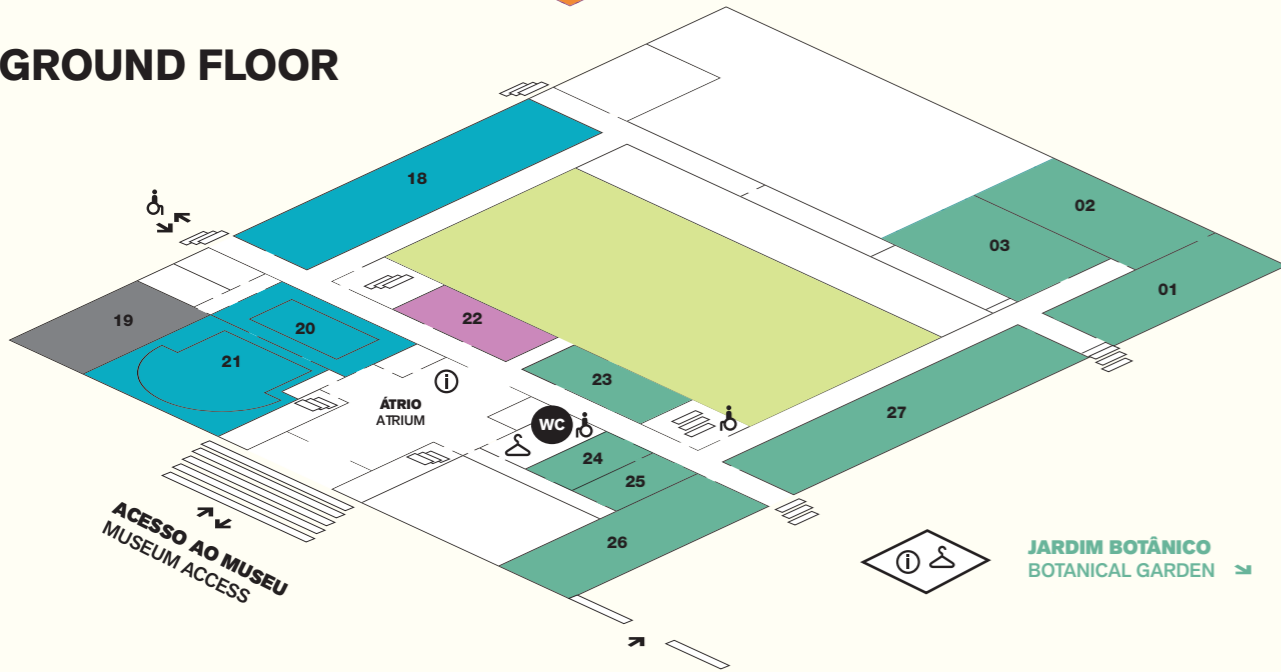 GROUND FLOOR
18
02
03
01
19
20
22
21
23
ÁTRIO
ATRIUM
27
WC
24
25
26
ACESSO AO MUSEU
MUSEUM ACCESS
JARDIM BOTÂNICO
BOTANICAL GARDEN